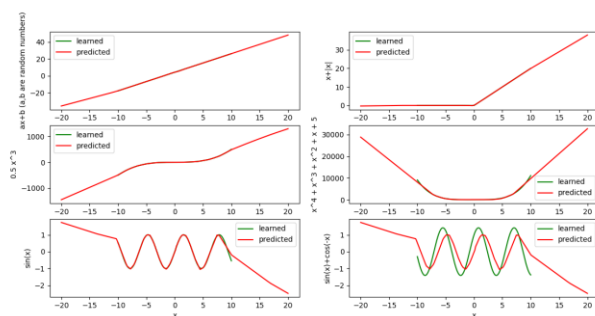 ax+b (a,b are random numbers)
40
20
0
−20
learned
predicted
−20 −15 −10 −5 0 5 10 15 20
x+|x|
30
20
10
0
learned
predicted
−20 −15 −10 −5 0 5 10 15 20
0.5 x^3
1000
0
−1000
learned
predicted
−20 −15 −10 −5 0 5 10 15 20
x^4 + x^3 + x^2 + x + 5
30000
20000
10000
0
learned
predicted
−20 −15 −10 −5 0 5 10 15 20
sin(x)
1
0
−1
−2
learned
predicted
−20 −15 −10 −5 0 5 10 15 20
x
sin(x)+cos(-x)
1
0
−1
−2
learned
predicted
−20 −15 −10 −5 0 5 10 15 20
x